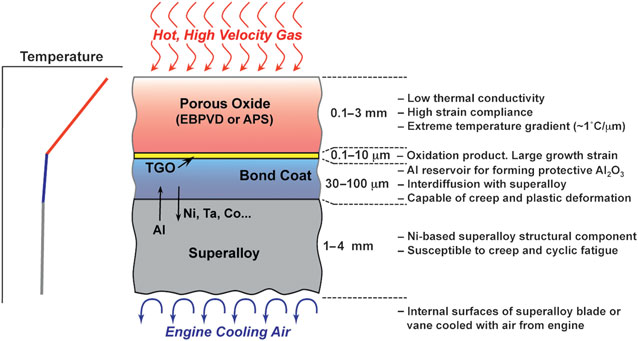 Hot, High Velocity Gas
Temperature
Porous Oxide
(EBPVD or APS)
0.1–3 mm
– Low thermal conductivity
– High strain compliance
– Extreme temperature gradient (~1˚C/µm)
TGO
0.1–10 µm
– Oxidation product. Large growth strain
Bond Coat
30–100 µm
– Al reservoir for forming protective Al₂O₃
– Interdiffusion with superalloy
– Capable of creep and plastic deformation
Ni, Ta, Co...
Al
Superalloy
1–4 mm
– Ni-based superalloy structural component
– Susceptible to creep and cyclic fatigue
Engine Cooling Air
– Internal surfaces of superalloy blade or
vane cooled with air from engine